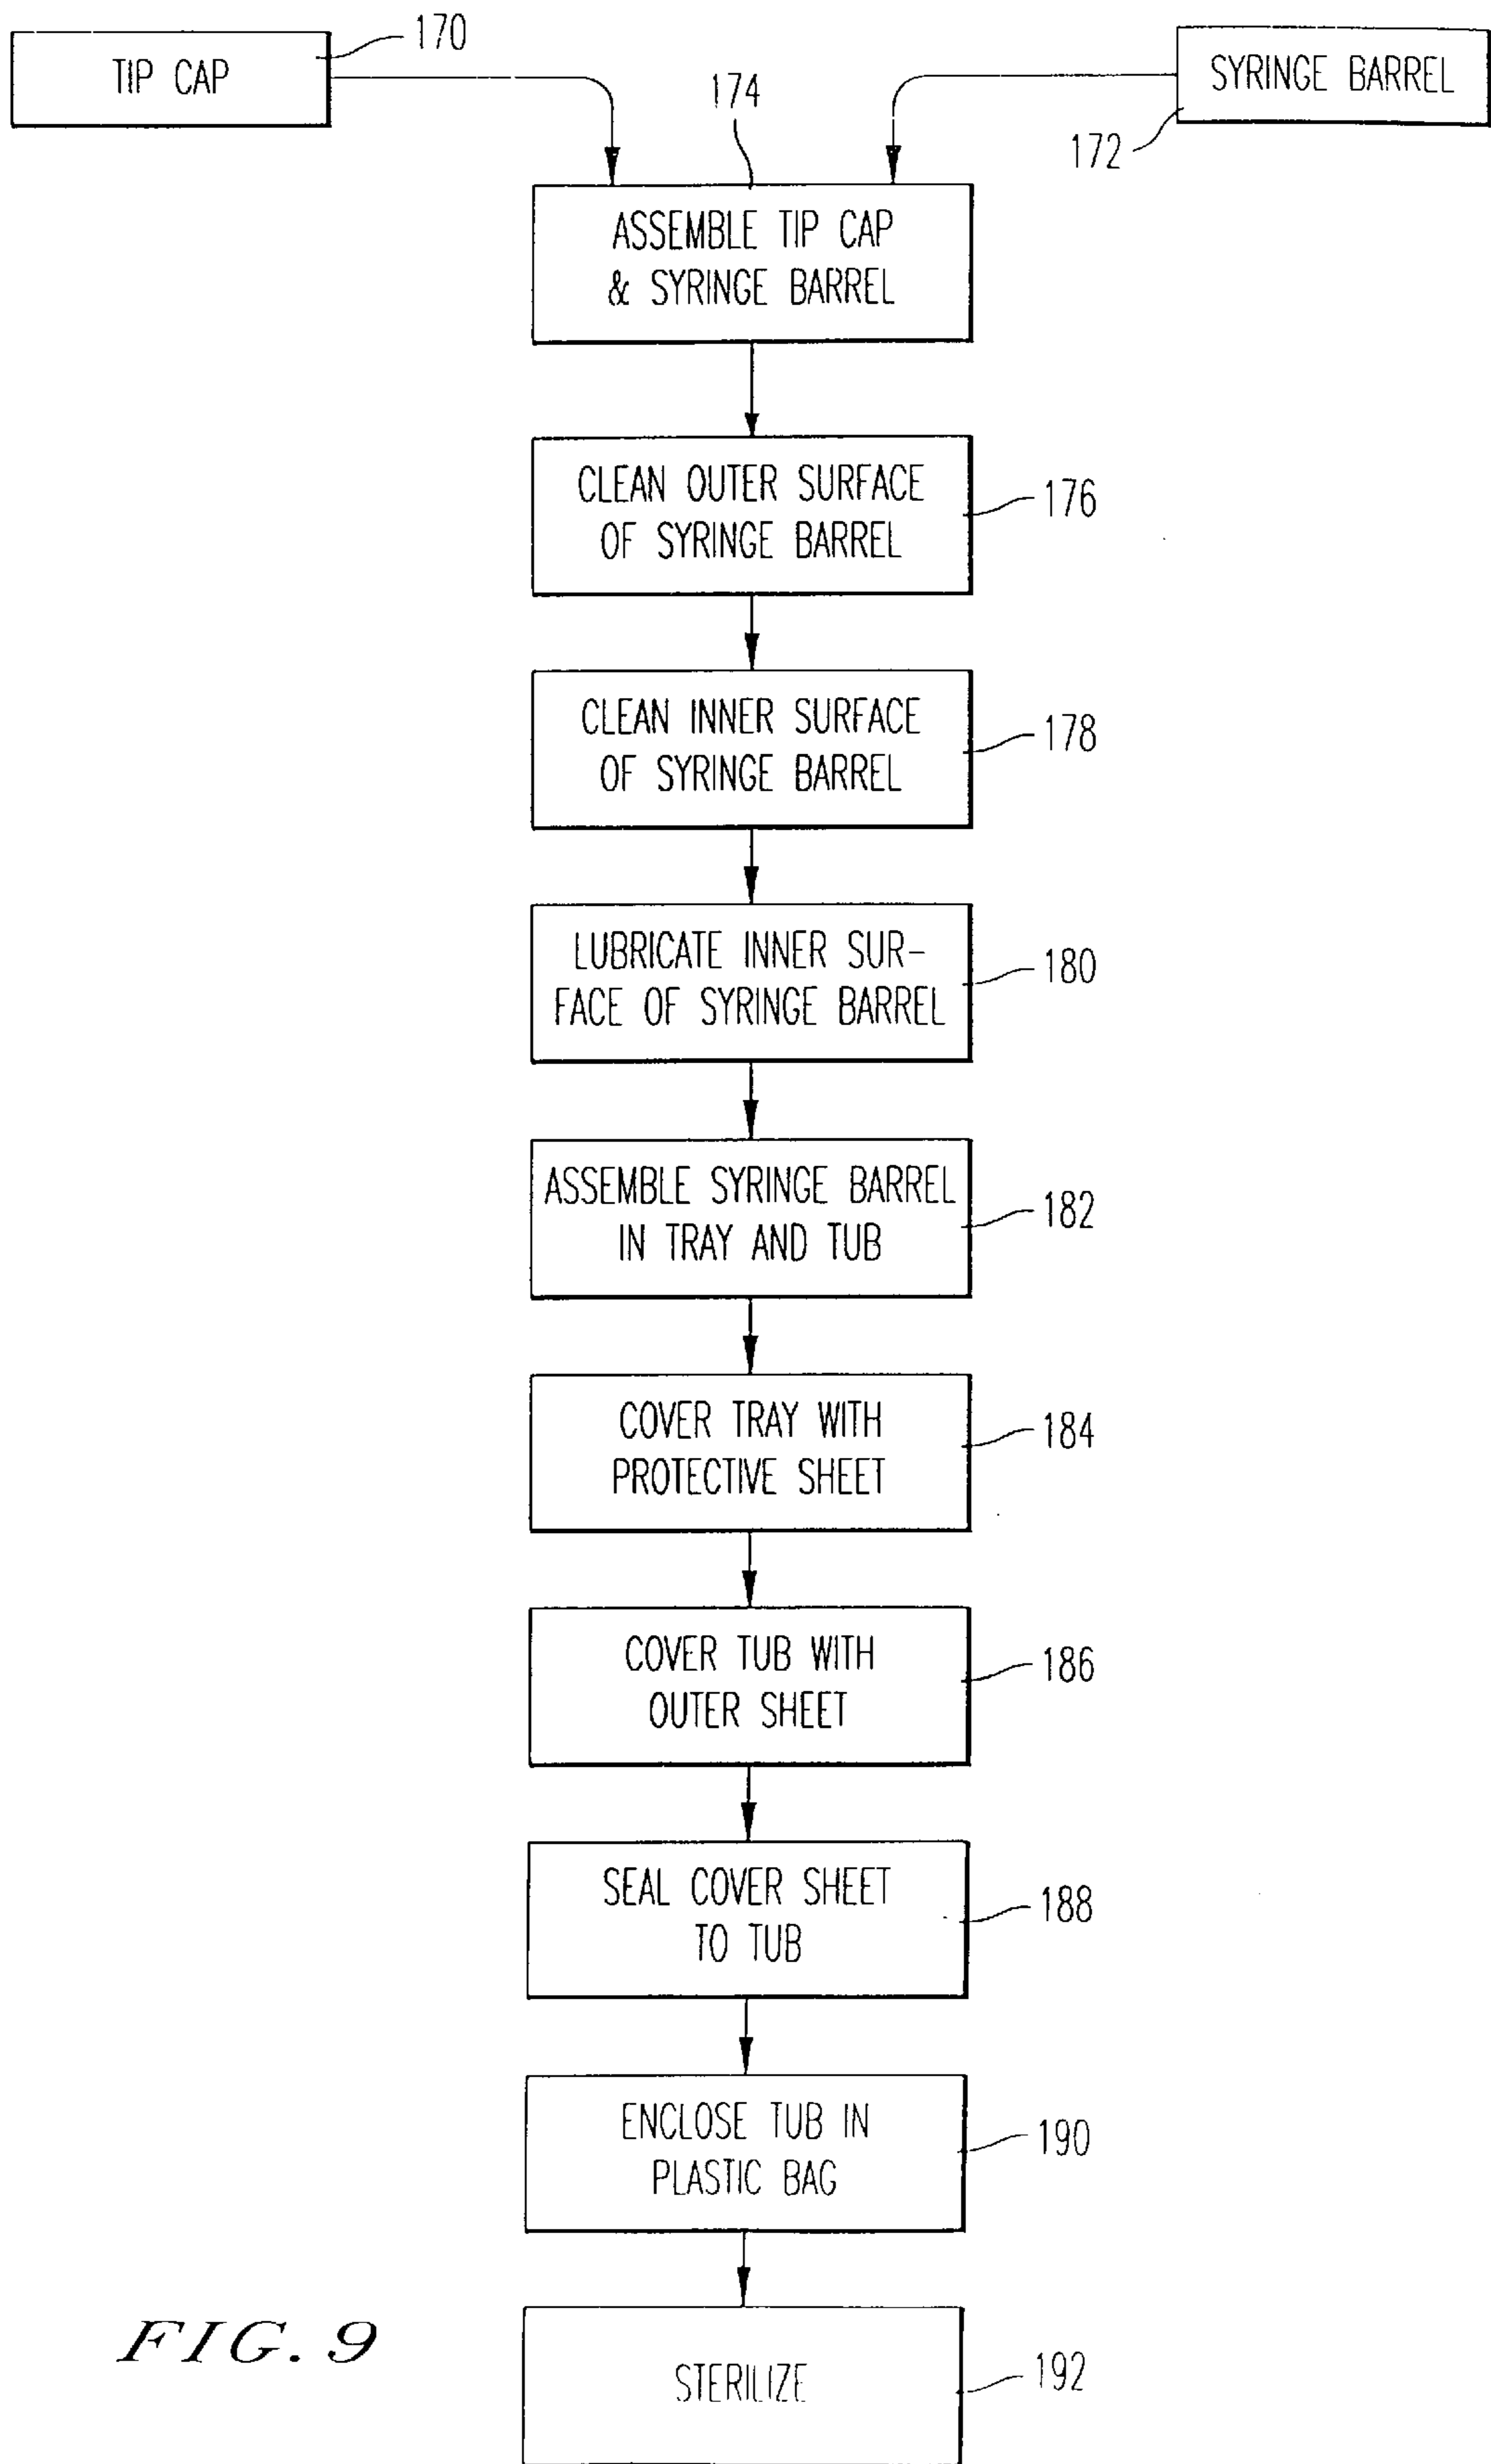 TIP CAP
170
SYRINGE BARREL
172
174
ASSEMBLE TIP CAP
& SYRINGE BARREL
CLEAN OUTER SURFACE
OF SYRINGE BARREL
176
CLEAN INNER SURFACE
OF SYRINGE BARREL
178
LUBRICATE INNER SUR-
FACE OF SYRINGE BARREL
180
ASSEMBLE SYRINGE BARREL
IN TRAY AND TUB
182
COVER TRAY WITH
PROTECTIVE SHEET
184
COVER TUB WITH
OUTER SHEET
186
SEAL COVER SHEET
TO TUB
188
ENCLOSE TUB IN
PLASTIC BAG
190
STERILIZE
192
FIG. 9